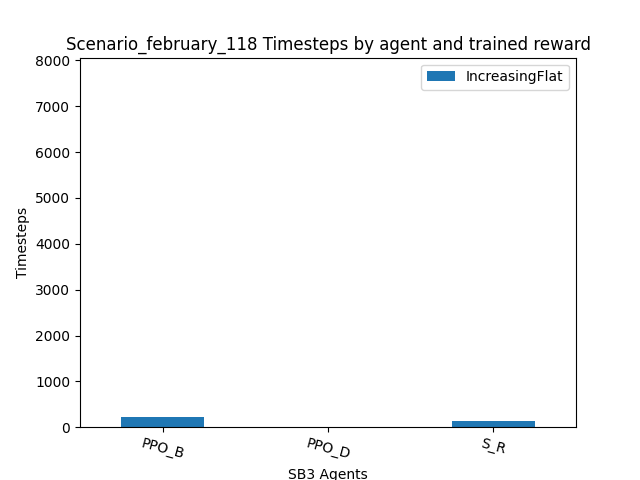 Scenario_february_118 Timesteps by agent and trained reward
IncreasingFlat
8000
7000
6000
5000
4000
3000
2000
1000
0
Timesteps
PPO_B
PPO_D
S_R
SB3 Agents